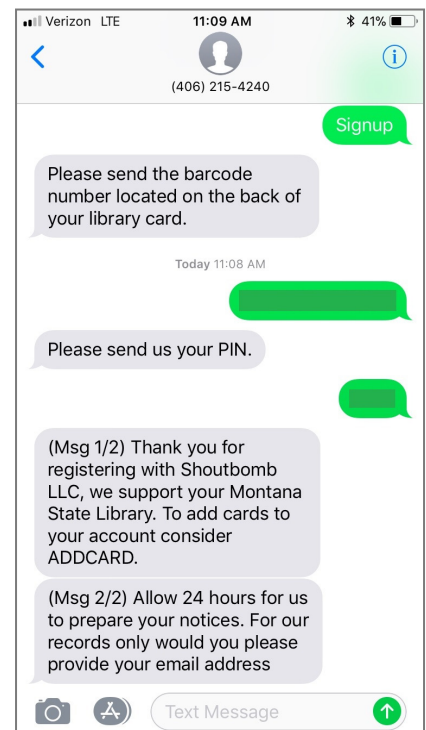 Verizon LTE 11:09 AM 41%
(406) 215-4240
Signup
Please send the barcode
number located on the back of
your library card.
Today 11:08 AM
Please send us your PIN.
(Msg 1/2) Thank you for
registering with Shoutbomb
LLC, we support your Montana
State Library. To add cards to
your account consider
ADDCARD.
(Msg 2/2) Allow 24 hours for us
to prepare your notices. For our
records only would you please
provide your email address
Text Message